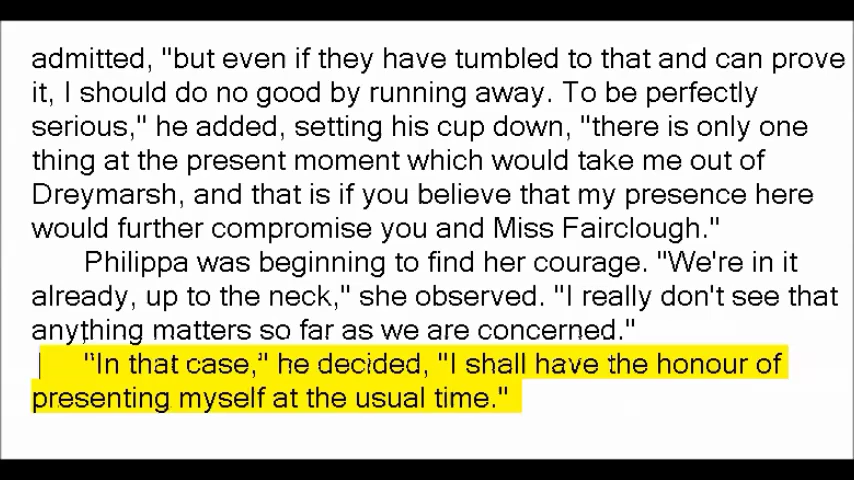 admitted, "but even if they have tumbled to that and can prove
it, I should do no good by running away. To be perfectly
serious," he added, setting his cup down, "there is only one
thing at the present moment which would take me out of
Dreymarsh, and that is if you believe that my presence here
would further compromise you and Miss Fairclough."
Philippa was beginning to find her courage. "We're in it
already, up to the neck," she observed. "I really don't see that
anything matters so far as we are concerned."
"In that case," he decided, "I shall have the honour of
presenting myself at the usual time."